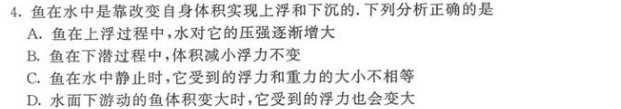 4. 鱼在水中是靠改变自身体积实现上浮和下沉的.下列分析正确的是
A. 鱼在上浮过程中,水对它的压强逐渐增大
B. 鱼在下潜过程中,体积减小浮力不变
C. 鱼在水中静止时,它受到的浮力和重力的大小不相等
D. 水面下游动的鱼体积变大时,它受到的浮力也会变大